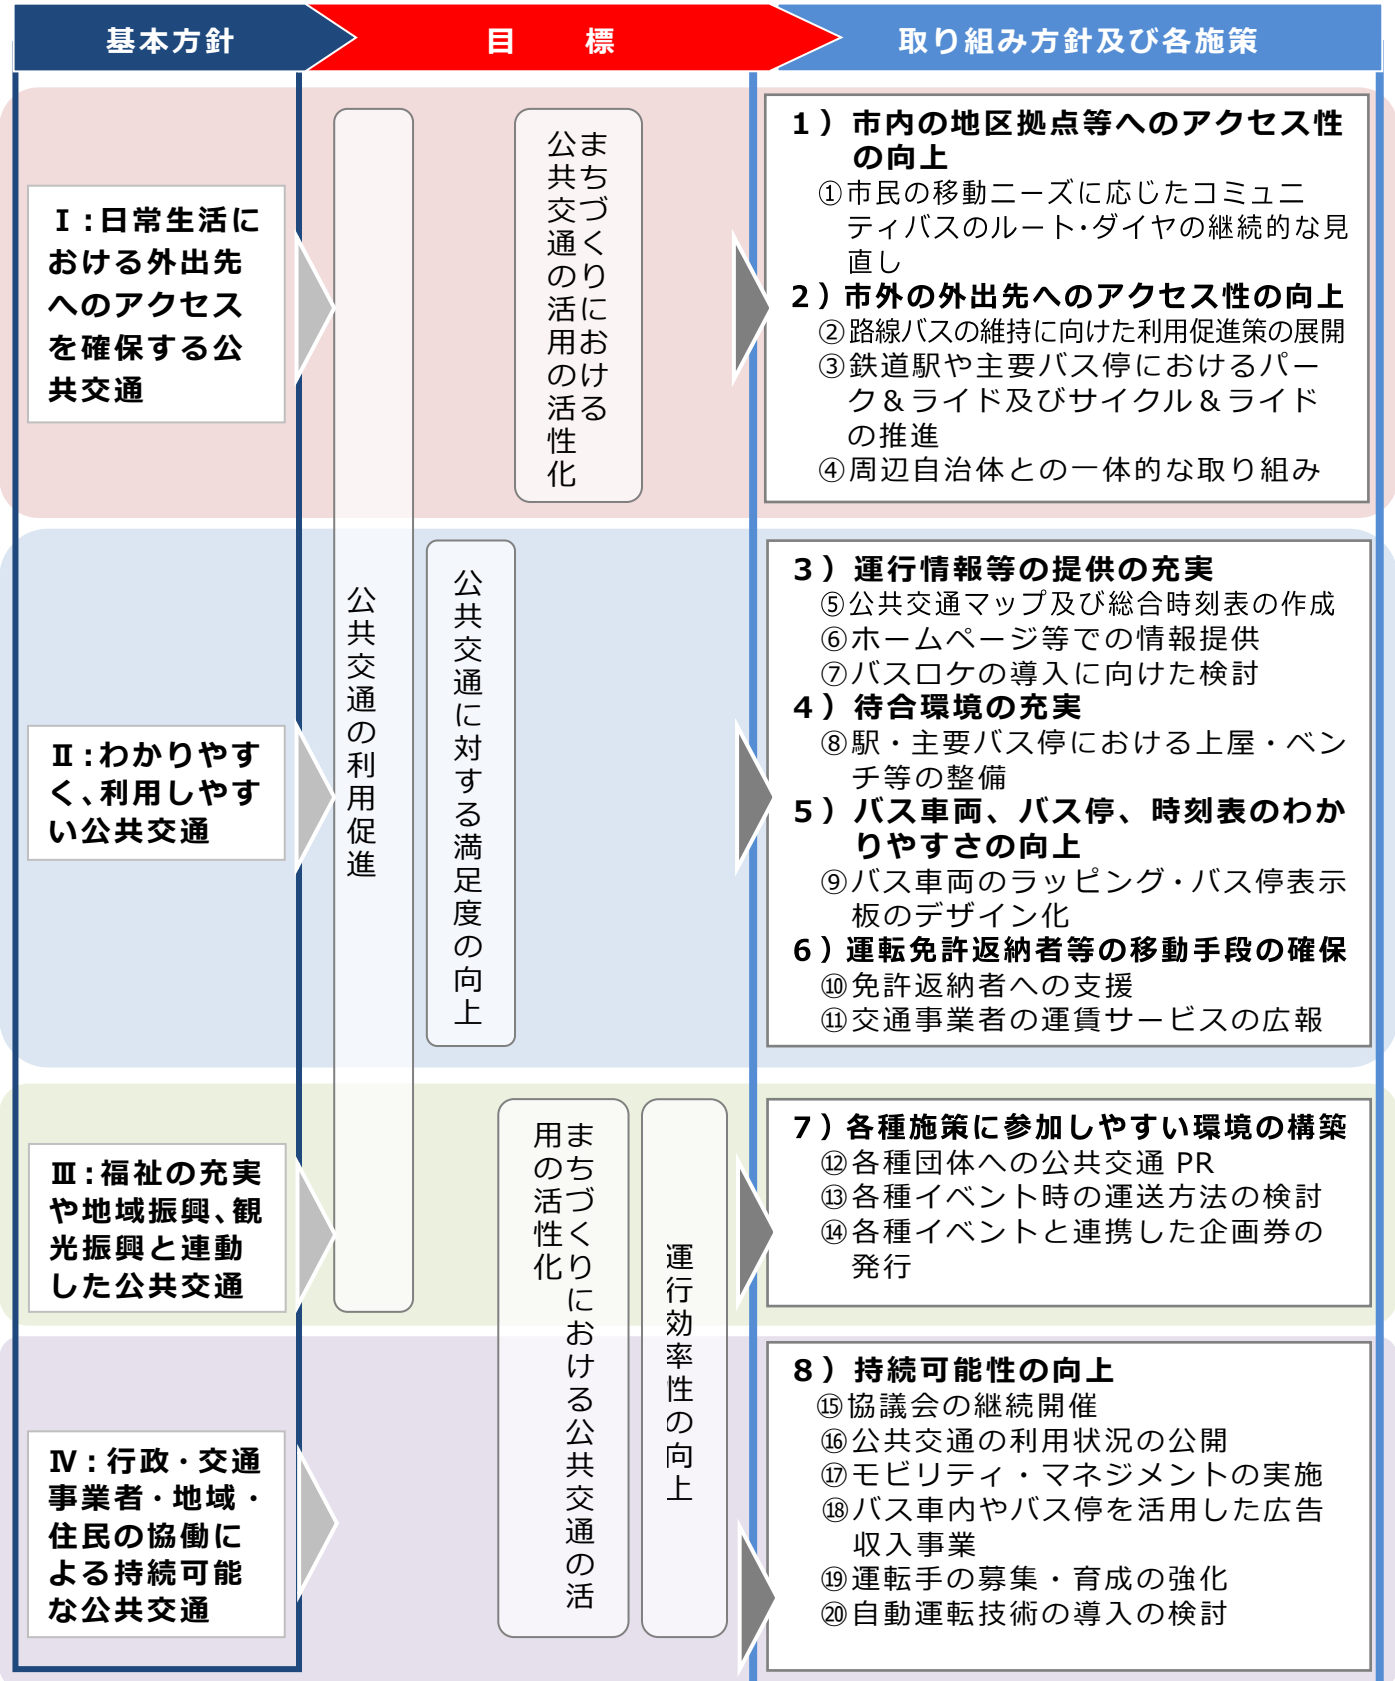 基本方針
目　標
取り組み方針及び各施策
Ⅰ：日常生活に
おける外出先
へのアクセス
を確保する公
共交通
公共交通の利用促進
まちづくりにおける
公共交通の活用の活性化
1）市内の地区拠点等へのアクセス性
の向上
①市民の移動ニーズに応じたコミュニ
ティバスのルート・ダイヤの継続的な見
直し
2）市外の外出先へのアクセス性の向上
②路線バスの維持に向けた利用促進策の展開
③鉄道駅や主要バス停におけるパー
ク＆ライド及びサイクル＆ライド
の推進
④周辺自治体との一体的な取り組み
Ⅱ：わかりやす
く、利用しやす
い公共交通
公共交通に対する満足度の向上
3）運行情報等の提供の充実
⑤公共交通マップ及び総合時刻表の作成
⑥ホームページ等での情報提供
⑦バスロケの導入に向けた検討
4）待合環境の充実
⑧駅・主要バス停における上屋・ベン
チ等の整備
5）バス車両、バス停、時刻表のわか
りやすさの向上
⑨バス車両のラッピング・バス停表示
板のデザイン化
6）運転免許返納者等の移動手段の確保
⑩免許返納者への支援
⑪交通事業者の運賃サービスの広報
Ⅲ：福祉の充実
や地域振興、観
光振興と連動
した公共交通
まちづくりにおける公共交通の活
用の活性化
運行効率性の向上
7）各種施策に参加しやすい環境の構築
⑫各種団体への公共交通 PR
⑬各種イベント時の運送方法の検討
⑭各種イベントと連携した企画券の
発行
Ⅳ：行政・交通
事業者・地域・
住民の協働に
よる持続可能
な公共交通
8）持続可能性の向上
⑮協議会の継続開催
⑯公共交通の利用状況の公開
⑰モビリティ・マネジメントの実施
⑱バス車内やバス停を活用した広告
収入事業
⑲運転手の募集・育成の強化
⑳自動運転技術の導入の検討